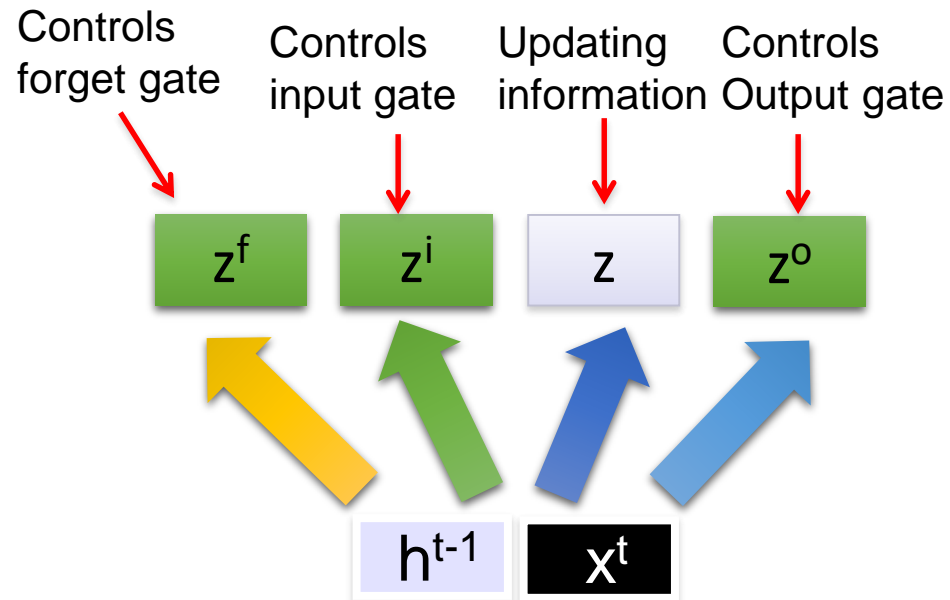 Controls
forget gate
Controls
input gate
Updating
information
Controls
Output gate
zᶠ
zⁱ
z
zᵒ
hᵗ⁻¹
xᵗ